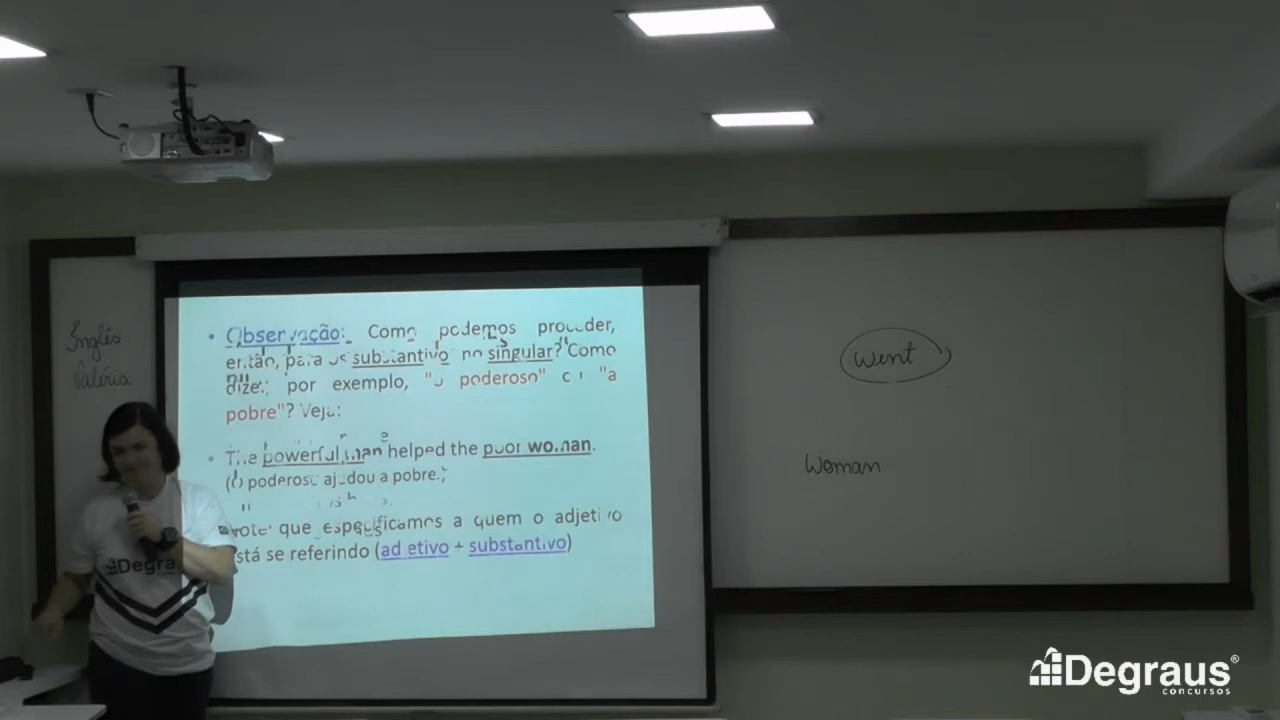 Inglês
Valéria
• Observação: Como podemos proceder,
então, para os substantivo no singular? Como
dizer, por exemplo, "o poderoso" ou "a
pobre"? Veja:
• The powerful man helped the poor woman.
(O poderoso ajudou a pobre.)
Note que especificamos a quem o adjetivo
está se referindo (adjetivo + substantivo)
went
Woman
Degra
Degraus®
concursos